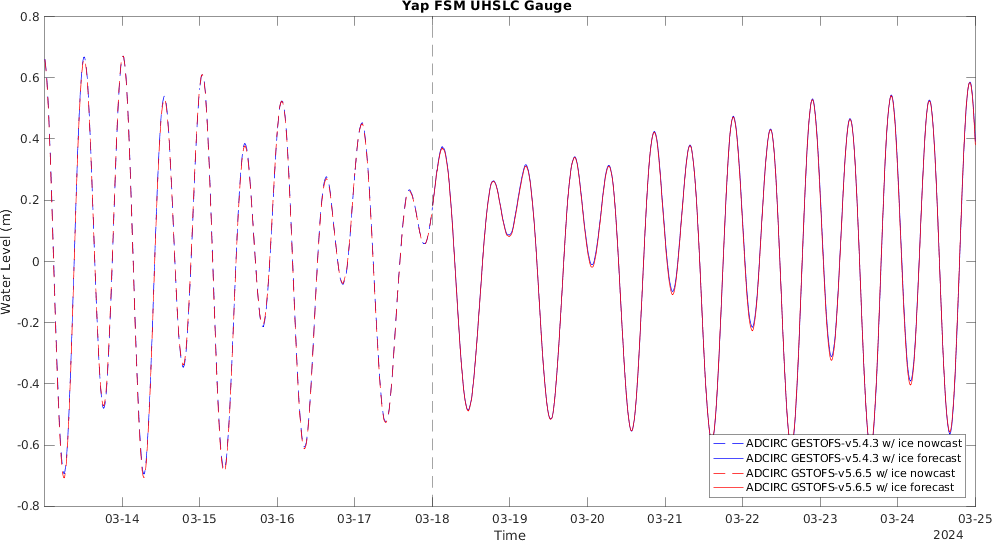 Yap FSM UHSLC Gauge
0.8
0.6
0.4
0.2
0
-0.2
-0.4
-0.6
-0.8
Water Level (m)
ADCIRC GESTOFS-v5.4.3 w/ ice nowcast
ADCIRC GESTOFS-v5.4.3 w/ ice forecast
ADCIRC GSTOFS-v5.6.5 w/ ice nowcast
ADCIRC GSTOFS-v5.6.5 w/ ice forecast
03-14 03-15 03-16 03-17 03-18 03-19 03-20 03-21 03-22 03-23 03-24 03-25
Time
2024